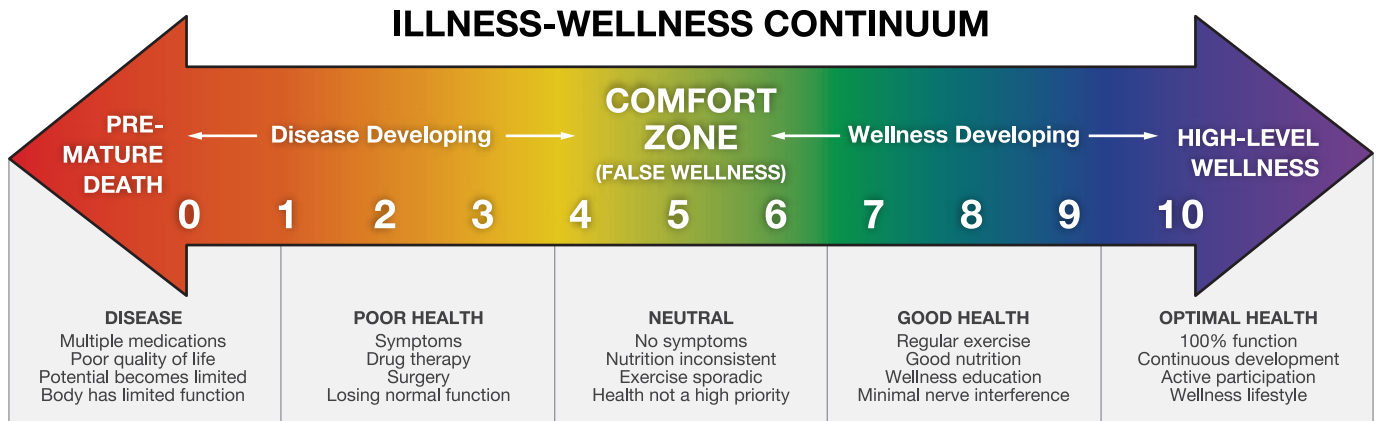 ILLNESS-WELLNESS CONTINUUM
PRE-
MATURE
DEATH
Disease Developing
COMFORT
ZONE
(FALSE WELLNESS)
Wellness Developing
HIGH-LEVEL
WELLNESS
0 1 2 3 4 5 6 7 8 9 10
DISEASE
Multiple medications
Poor quality of life
Potential becomes limited
Body has limited function
POOR HEALTH
Symptoms
Drug therapy
Surgery
Losing normal function
NEUTRAL
No symptoms
Nutrition inconsistent
Exercise sporadic
Health not a high priority
GOOD HEALTH
Regular exercise
Good nutrition
Wellness education
Minimal nerve interference
OPTIMAL HEALTH
100% function
Continuous development
Active participation
Wellness lifestyle